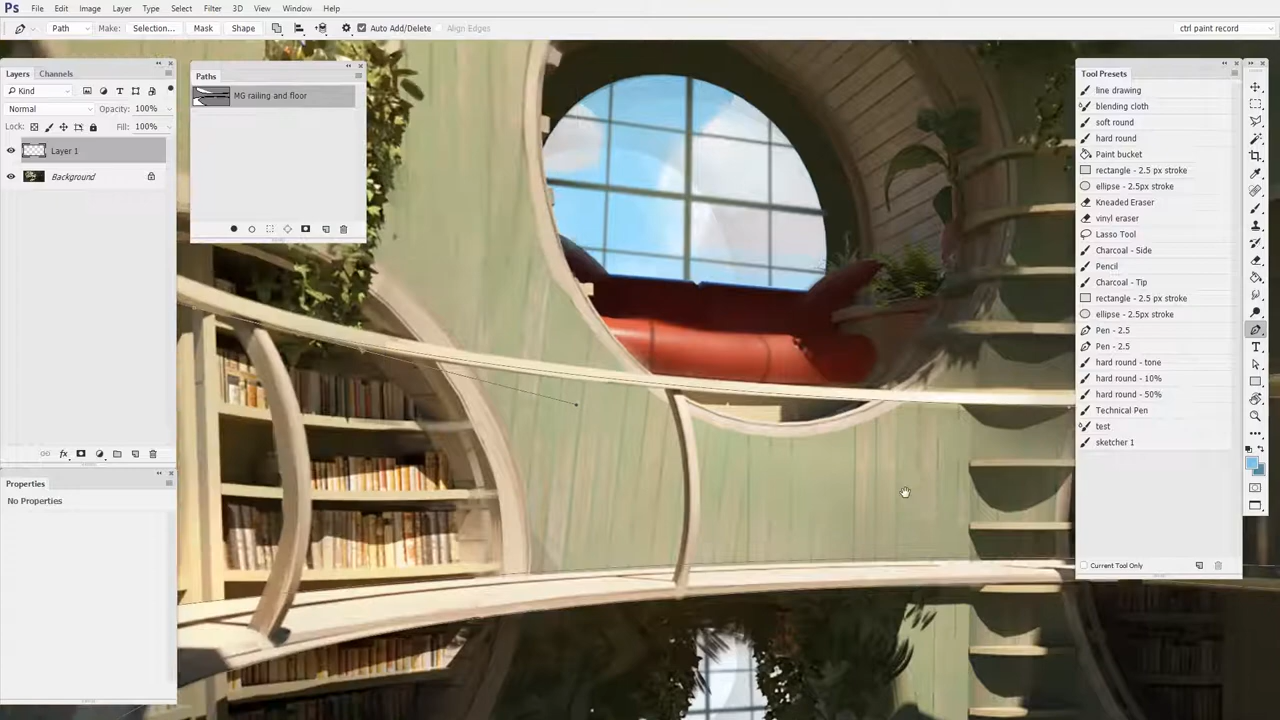 Ps File Edit Image Layer Type Select Filter 3D View Window Help
Path Make: Selection... Mask Shape Auto Add/Delete Align Edges ctrl paint record
Layers Channels
Kind
Normal Opacity: 100%
Lock: Fill: 100%
Layer 1
Background
fx
Properties
No Properties
Paths
MG railing and floor
Tool Presets
line drawing
blending cloth
soft round
hard round
Paint bucket
rectangle - 2.5 px stroke
ellipse - 2.5px stroke
Kneaded Eraser
vinyl eraser
Lasso Tool
Charcoal - Side
Pencil
Charcoal - Tip
rectangle - 2.5 px stroke
ellipse - 2.5px stroke
Pen - 2.5
Pen - 2.5
hard round - tone
hard round - 10%
hard round - 50%
Technical Pen
test
sketcher 1
Current Tool Only